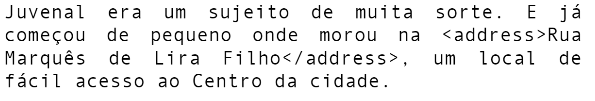 Juvenal era um sujeito de muita sorte. E já
começou de pequeno onde morou na <address>Rua
Marquês de Lira Filho</address>, um local de
fácil acesso ao Centro da cidade.